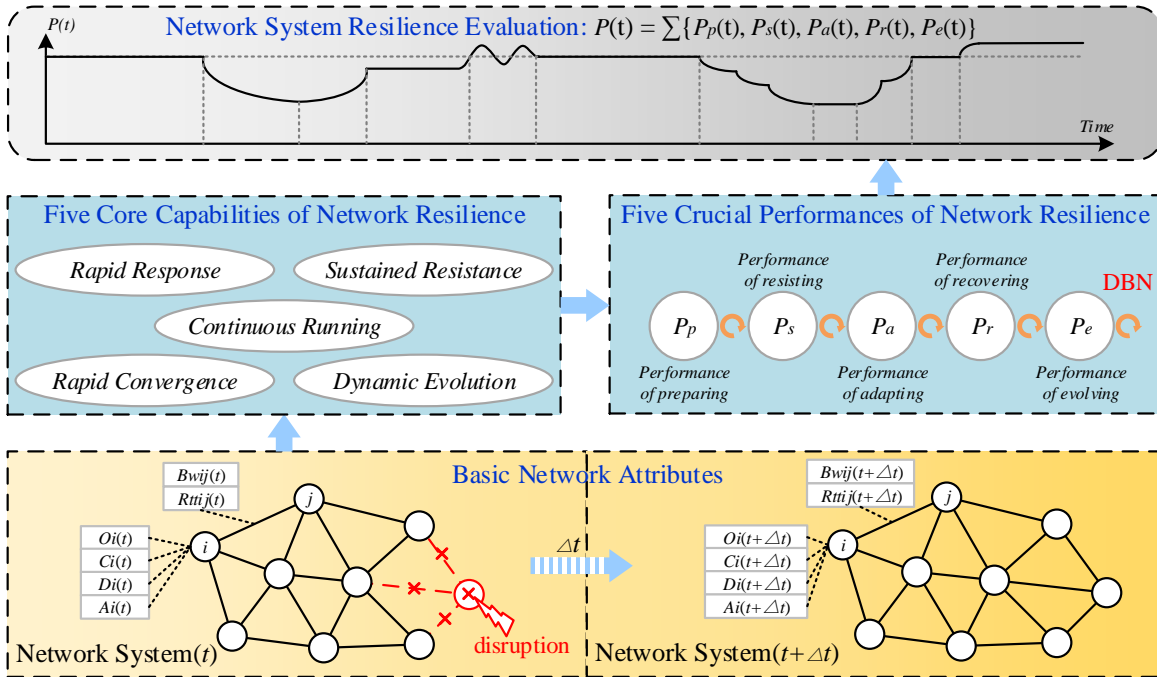 Network System Resilience Evaluation: P(t) = ∑{Pp(t), Ps(t), Pa(t), Pr(t), Pe(t)}
P(t)
Time
Five Core Capabilities of Network Resilience
Rapid Response
Sustained Resistance
Continuous Running
Rapid Convergence
Dynamic Evolution
Five Crucial Performances of Network Resilience
Performance
of resisting
Performance
of recovering
DBN
Pp
Ps
Pa
Pr
Pe
Performance
of preparing
Performance
of adapting
Performance
of evolving
Basic Network Attributes
Bwij(t)
Rttij(t)
Oi(t)
Ci(t)
Di(t)
Ai(t)
i
j
disruption
Network System(t)
△t
Bwij(t+△t)
Rttij(t+△t)
Oi(t+△t)
Ci(t+△t)
Di(t+△t)
Ai(t+△t)
i
j
Network System(t+△t)